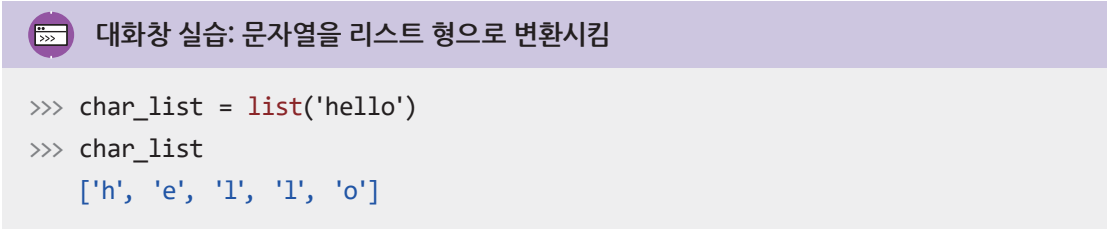 대화창 실습: 문자열을 리스트 형으로 변환시킴
>>> char_list = list('hello')
>>> char_list
['h', 'e', 'l', 'l', 'o']